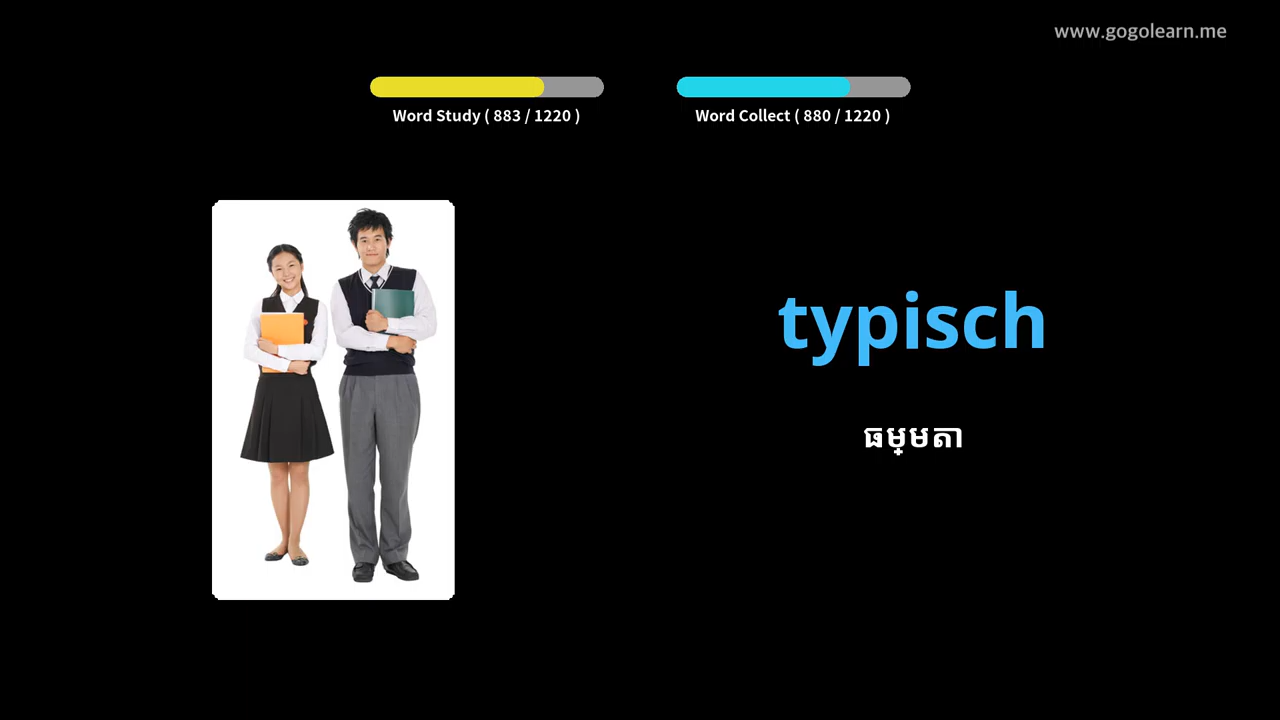 www.gogolearn.me
Word Study ( 883 / 1220 )
Word Collect ( 880 / 1220 )
typisch
ធម្មតា